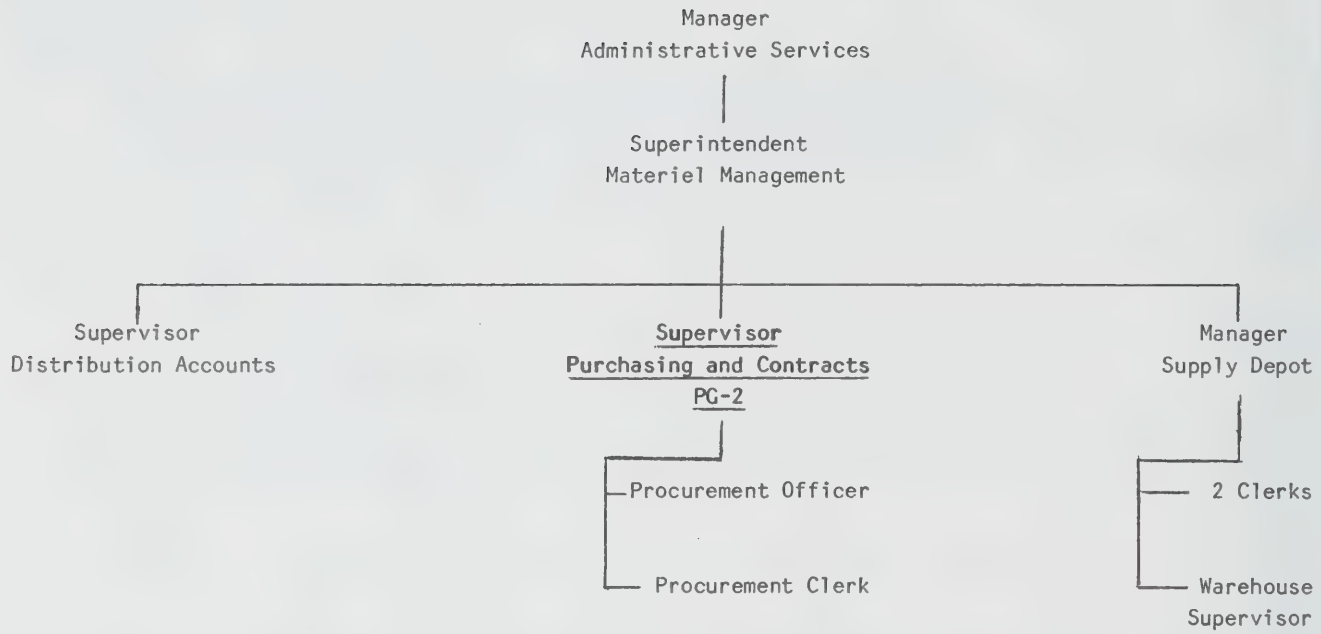 Manager
Administrative Services
Superintendent
Materiel Management
Supervisor
Distribution Accounts
Supervisor
Purchasing and Contracts
PG-2
Manager
Supply Depot
Procurement Officer
Procurement Clerk
2 Clerks
Warehouse
Supervisor